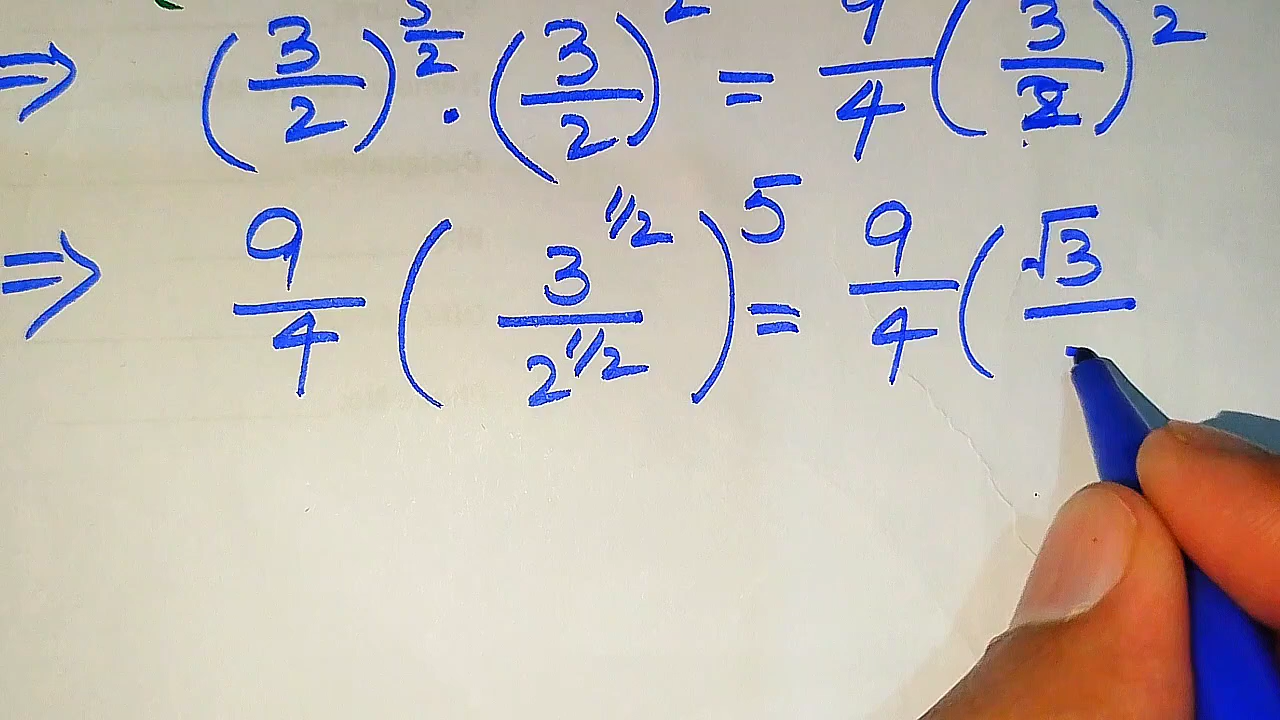 ⇒ (3/2)^(5/2) · (3/2)^2 = 9/4 (3/2)^2
⇒ 9/4 (3^(1/2) / 2^(1/2))^5 = 9/4 (√3 /